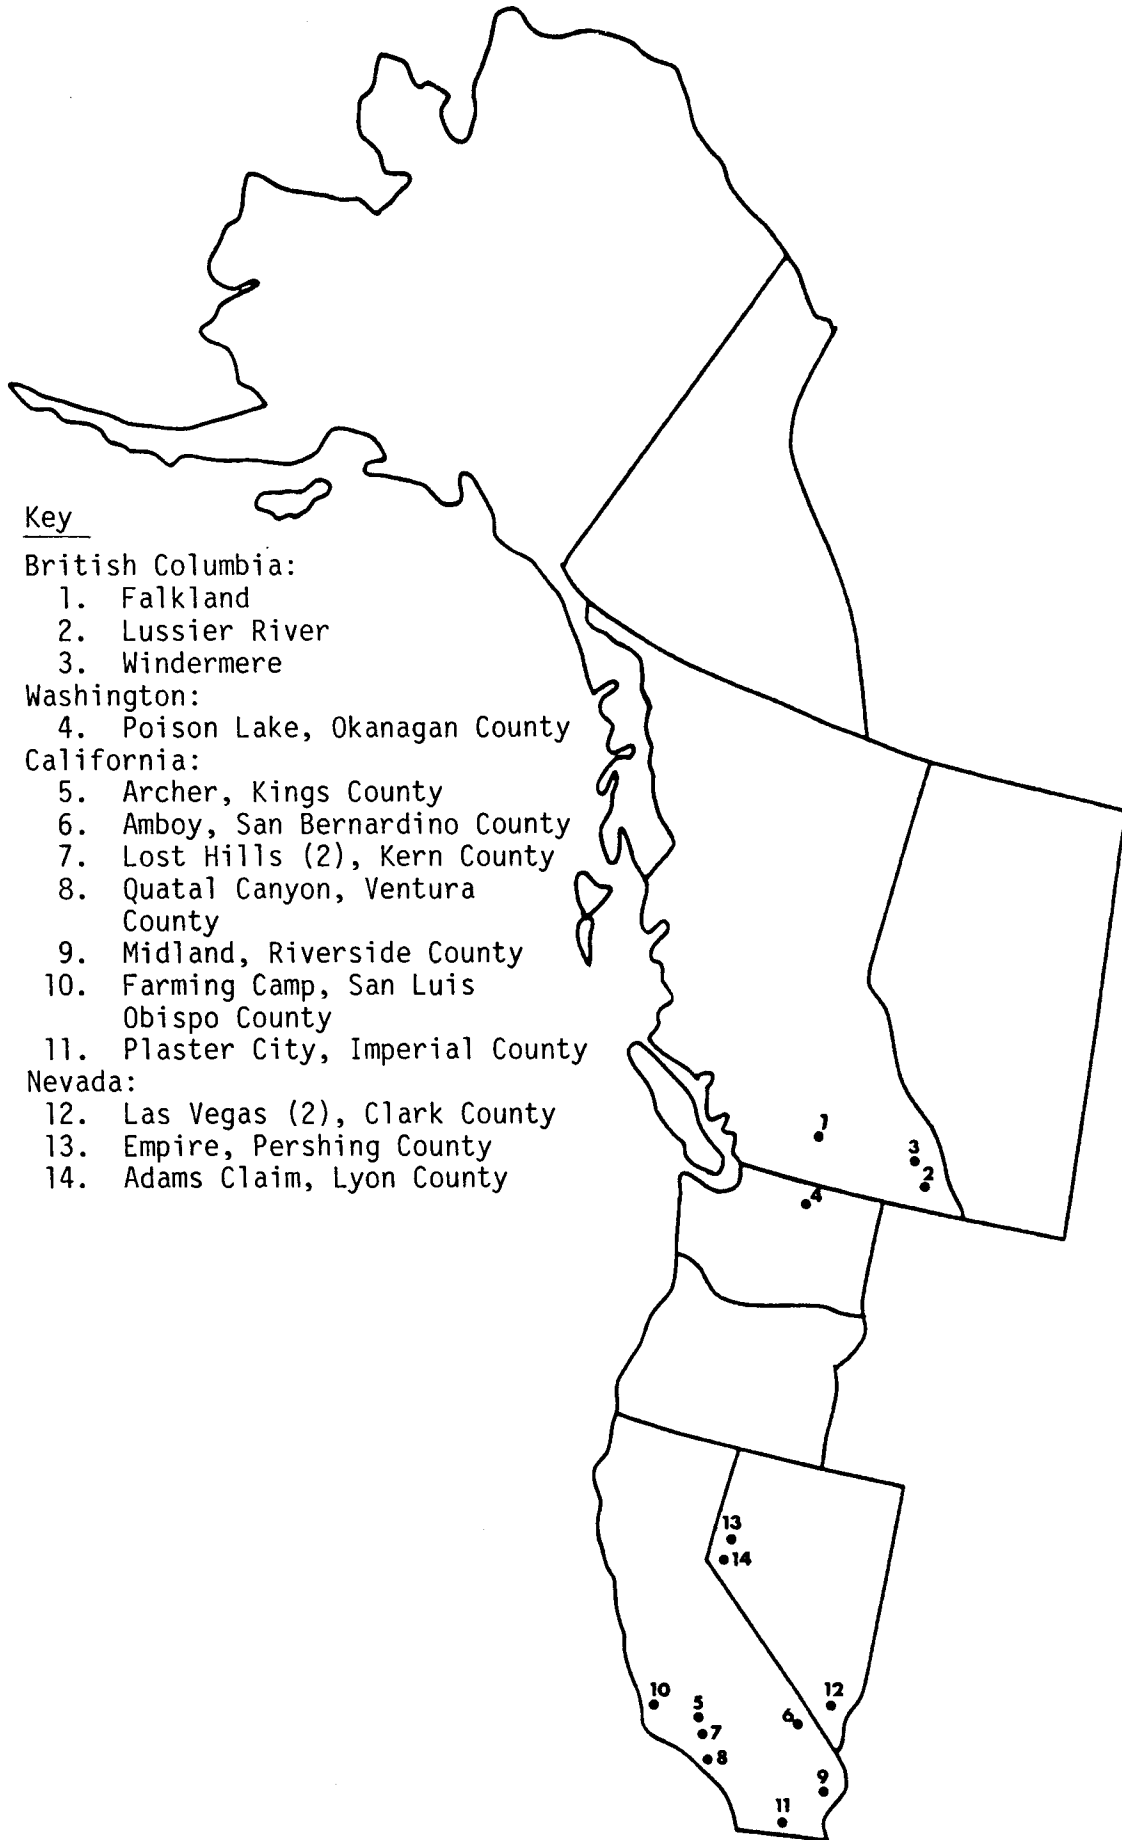 Key
British Columbia:
1. Falkland
2. Lussier River
3. Windermere
Washington:
4. Poison Lake, Okanagan County
California:
5. Archer, Kings County
6. Amboy, San Bernardino County
7. Lost Hills (2), Kern County
8. Quatal Canyon, Ventura
County
9. Midland, Riverside County
10. Farming Camp, San Luis
Obispo County
11. Plaster City, Imperial County
Nevada:
12. Las Vegas (2), Clark County
13. Empire, Pershing County
14. Adams Claim, Lyon County
1
3
2
4
13
14
10
5
12
6
7
8
9
11